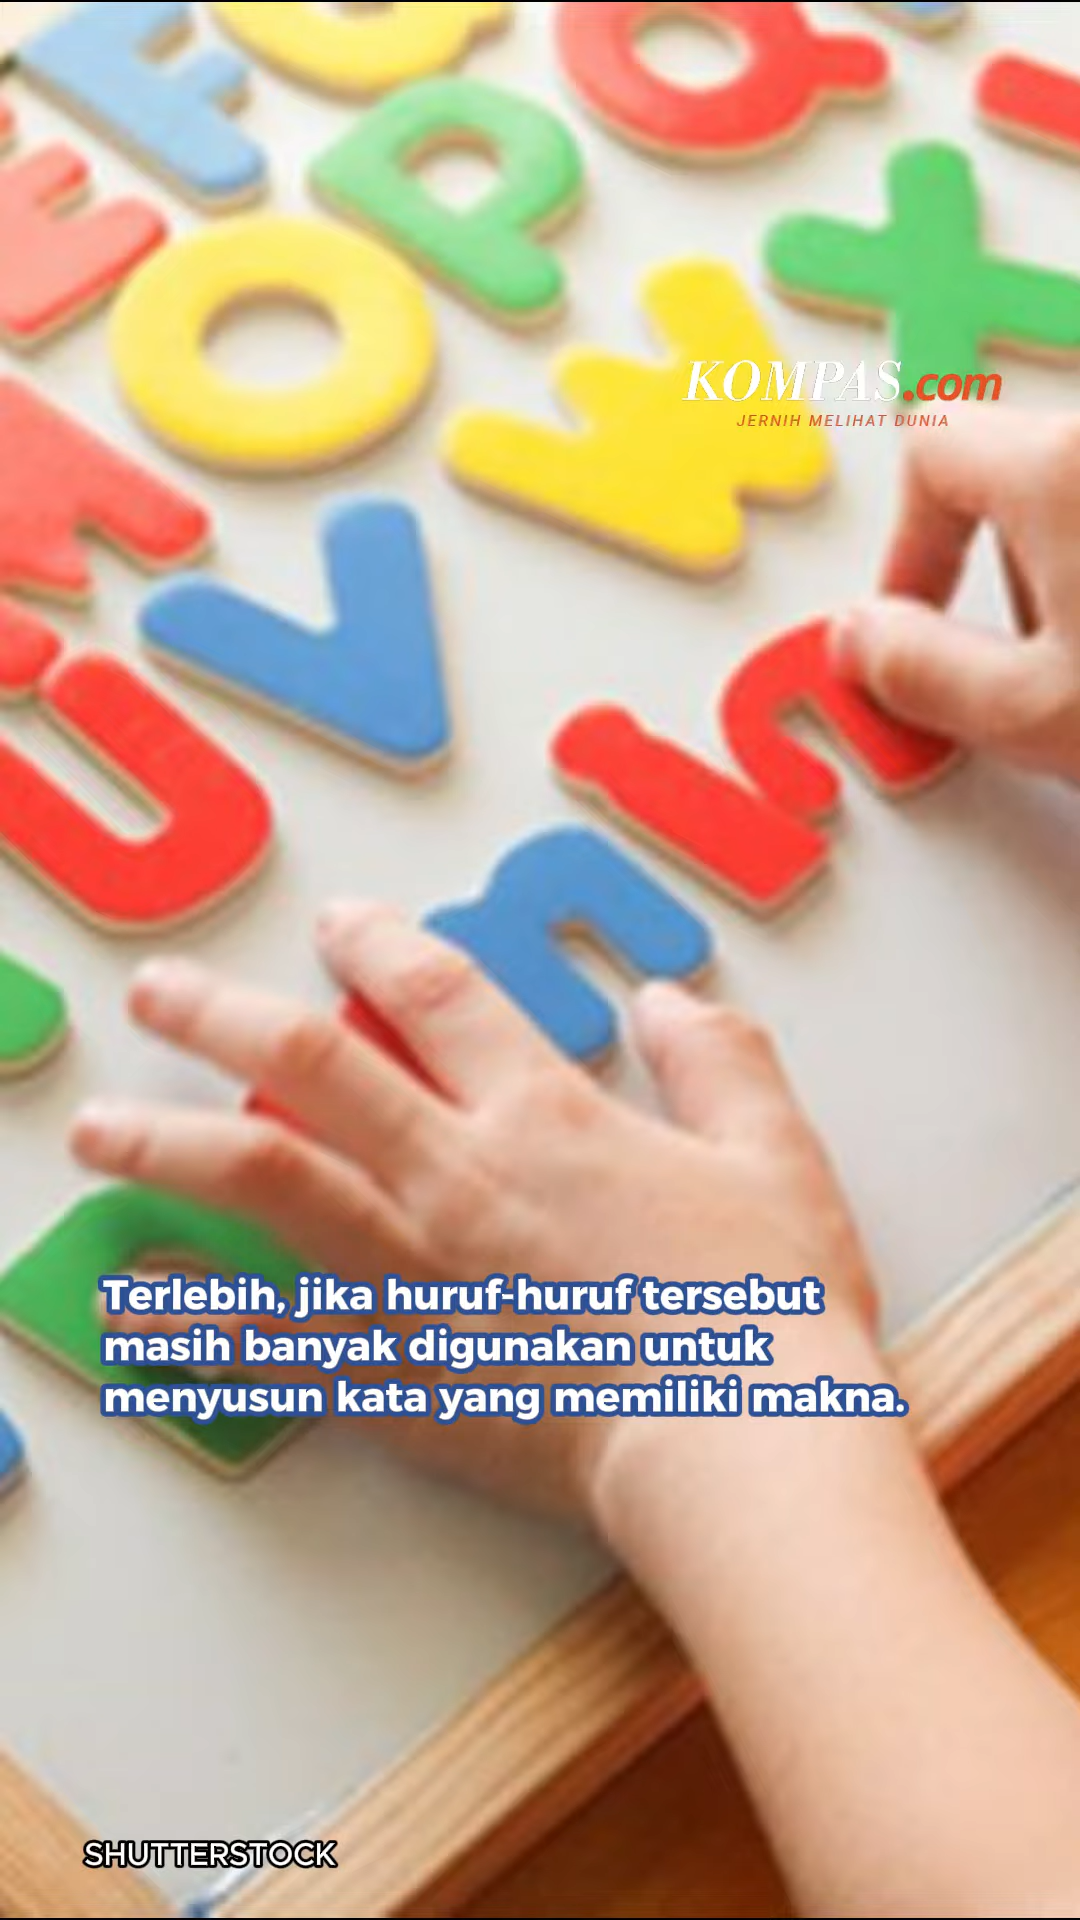 KOMPAS.com
JERNIH MELIHAT DUNIA
Terlebih, jika huruf-huruf tersebut
masih banyak digunakan untuk
menyusun kata yang memiliki makna.
SHUTTERSTOCK